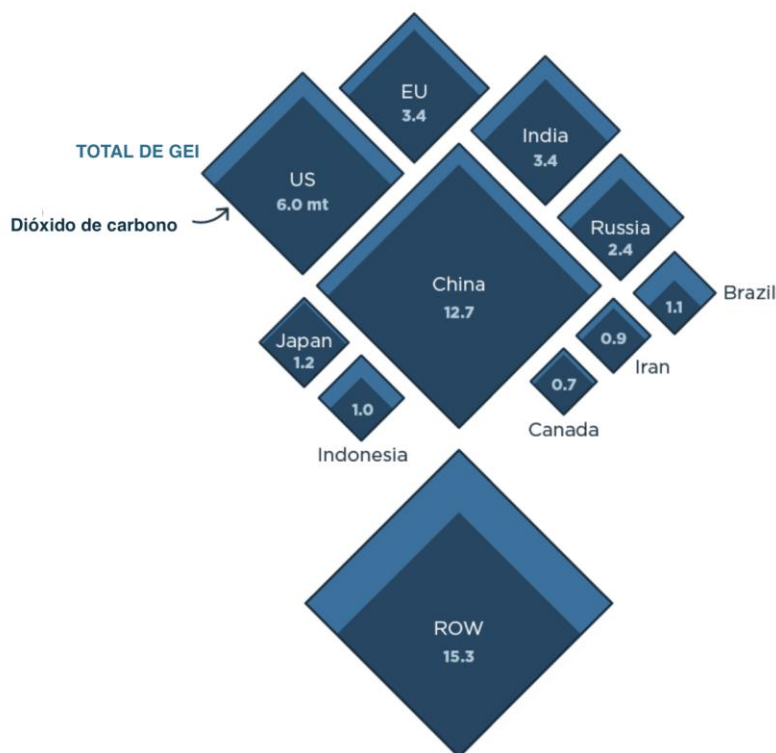 EU
3.4
India
3.4
TOTAL DE GEI
US
6.0 mt
Dióxido de carbono
Russia
2.4
China
12.7
Brazil
1.1
Japan
1.2
0.9
Iran
1.0
Indonesia
0.7
Canada
ROW
15.3